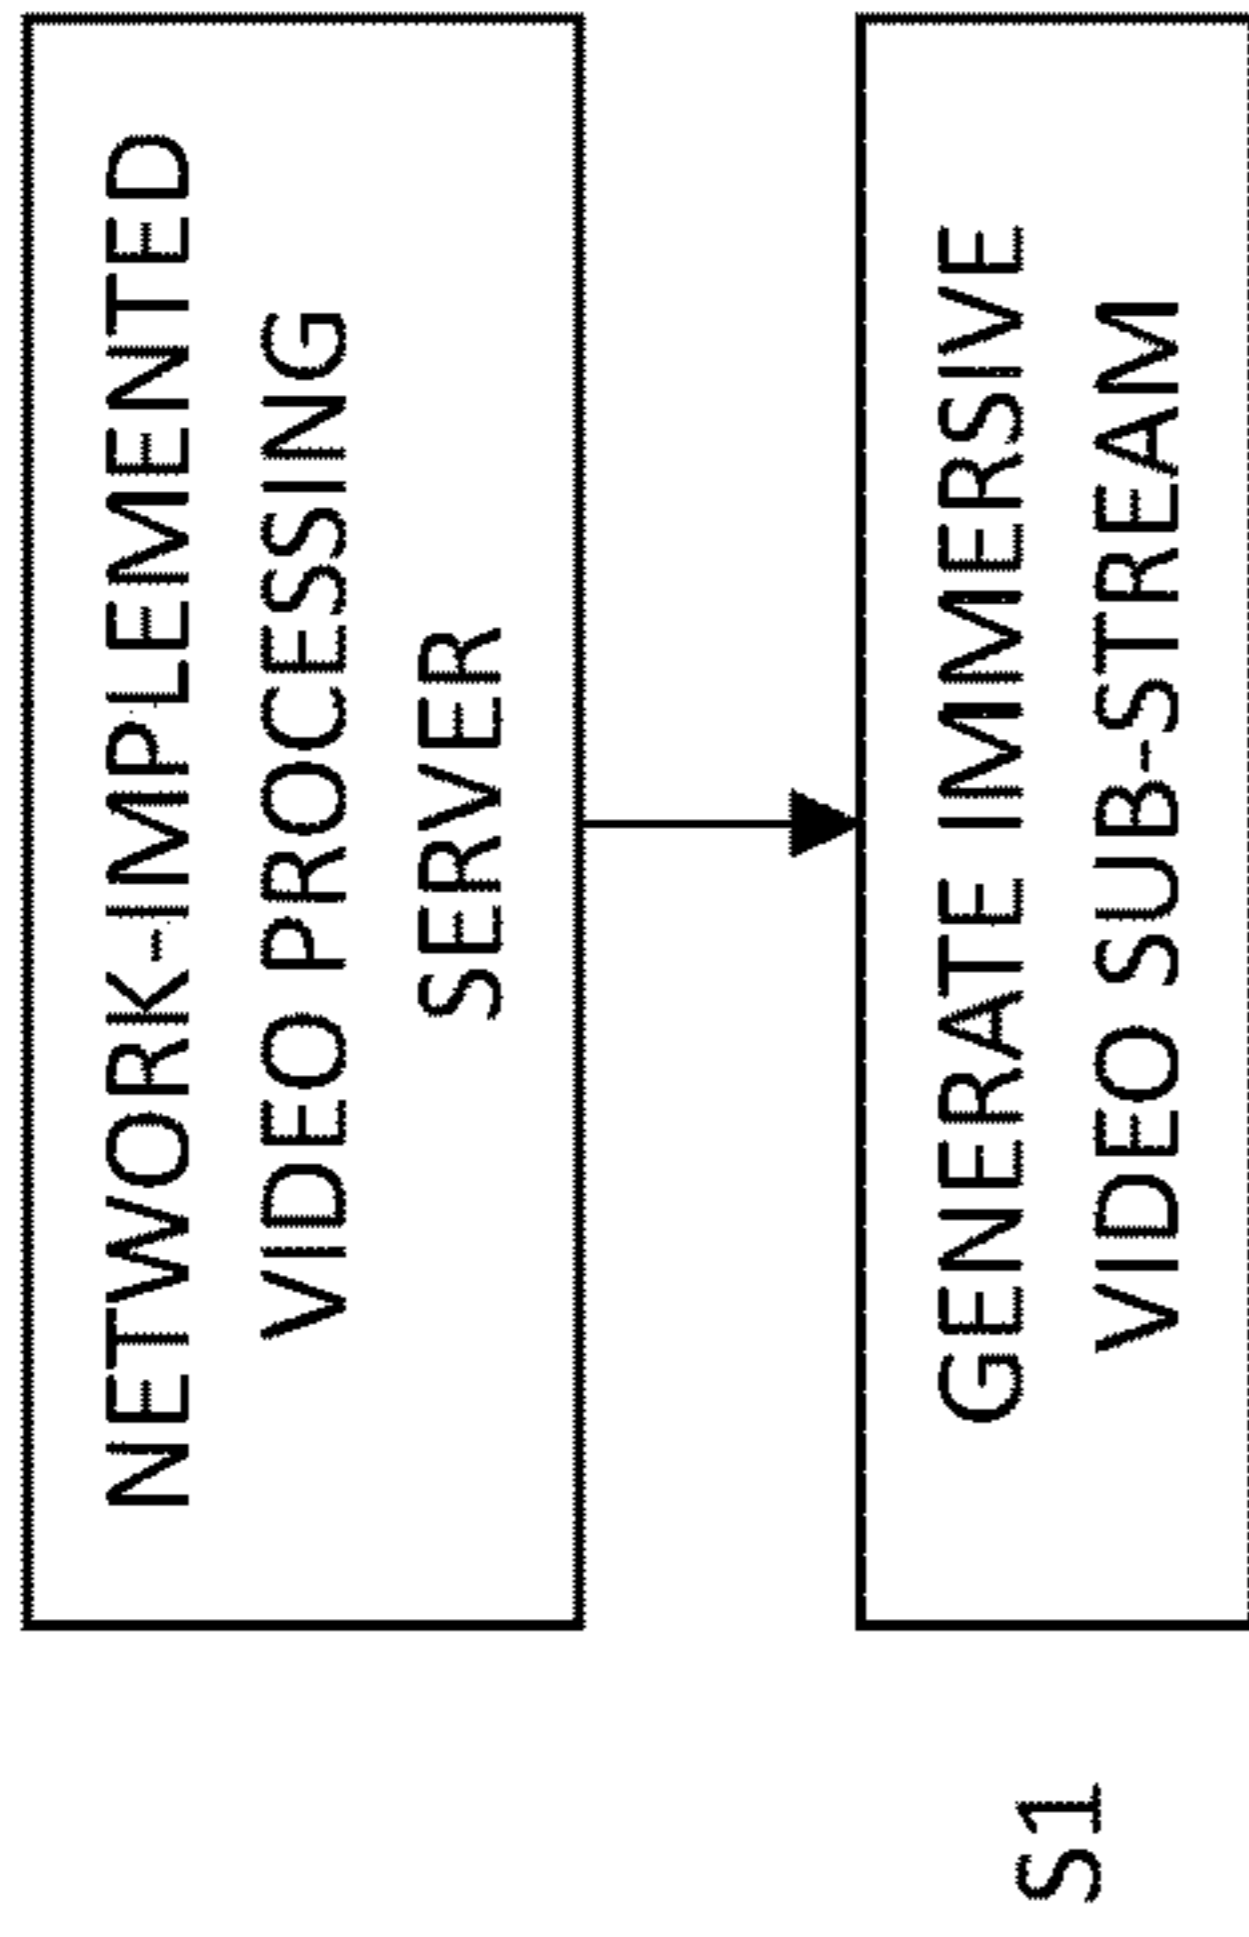 NETWORK-IMPLEMENTED
VIDEO PROCESSING
SERVER
S1
GENERATE IMMERSIVE
VIDEO SUB-STREAM